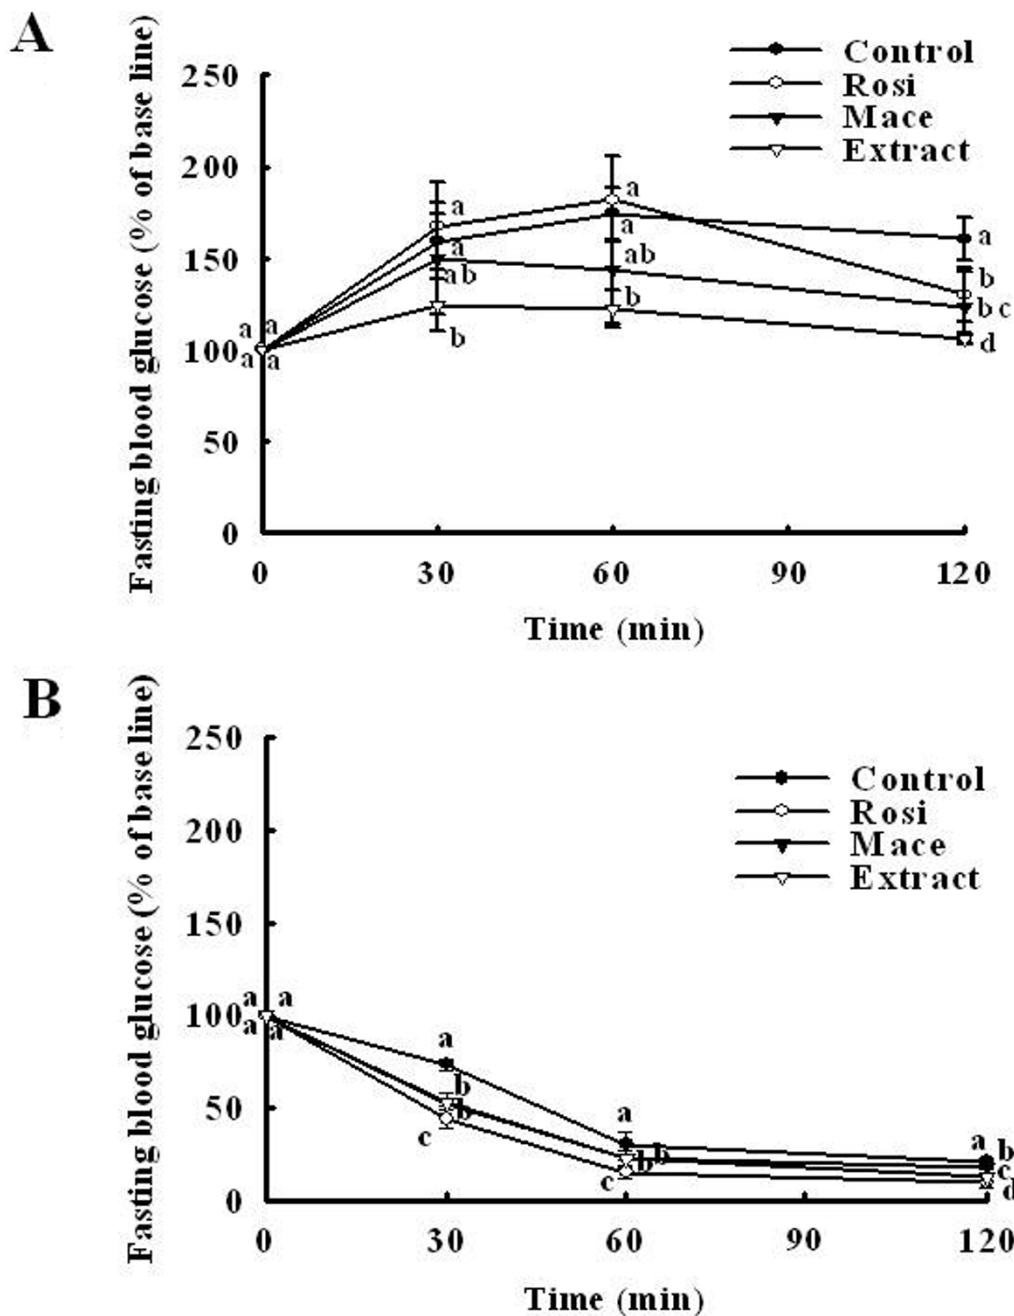 A
Fasting blood glucose (% of base line)
Control
Rosi
Mace
Extract
250
200
150
100
50
0
a
a
a
a
a
a
ab
b
a
a
ab
b
a
b
bc
d
0
30
60
90
120
Time (min)
B
Fasting blood glucose (% of base line)
Control
Rosi
Mace
Extract
250
200
150
100
50
0
a
a
a
a
a
b
b
c
a
b
b
c
a
b
c
d
0
30
60
90
120
Time (min)